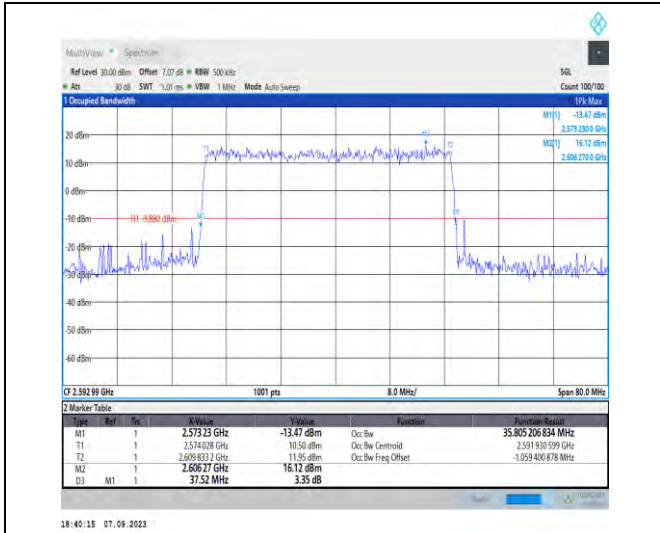 MultiView Spectrum
Ref Level 30.00 dBm Offset 7.07 dB RBW 500 kHz SGL
Att 30 dB SWT 1.01 ms VBW 1 MHz Mode Auto Sweep Count 100/100
1 Occupied Bandwidth 1Pk Max
M1[1] -13.47 dBm
2.573 230 0 GHz
M2[1] 16.12 dBm
2.606 270 0 GHz
20 dBm
M2
T1
T2
10 dBm
0 dBm
-10 dBm
H1 -9.880 dBm
M1
D3
-20 dBm
-30 dBm
-40 dBm
-50 dBm
-60 dBm
CF 2.592 99 GHz 1001 pts 8.0 MHz/ Span 80.0 MHz
2 Marker Table
Type Ref Trc X-Value Y-Value Function Function Result
M1 1 2.573 23 GHz -13.47 dBm Occ Bw 35.805 206 834 MHz
T1 1 2.574 028 GHz 10.50 dBm Occ Bw Centroid 2.591 930 599 GHz
T2 1 2.609 833 2 GHz 11.95 dBm Occ Bw Freq Offset -1.059 400 878 MHz
M2 1 2.606 27 GHz 16.12 dBm
D3 M1 1 37.52 MHz 3.35 dB
18:40:15 07.09.2023